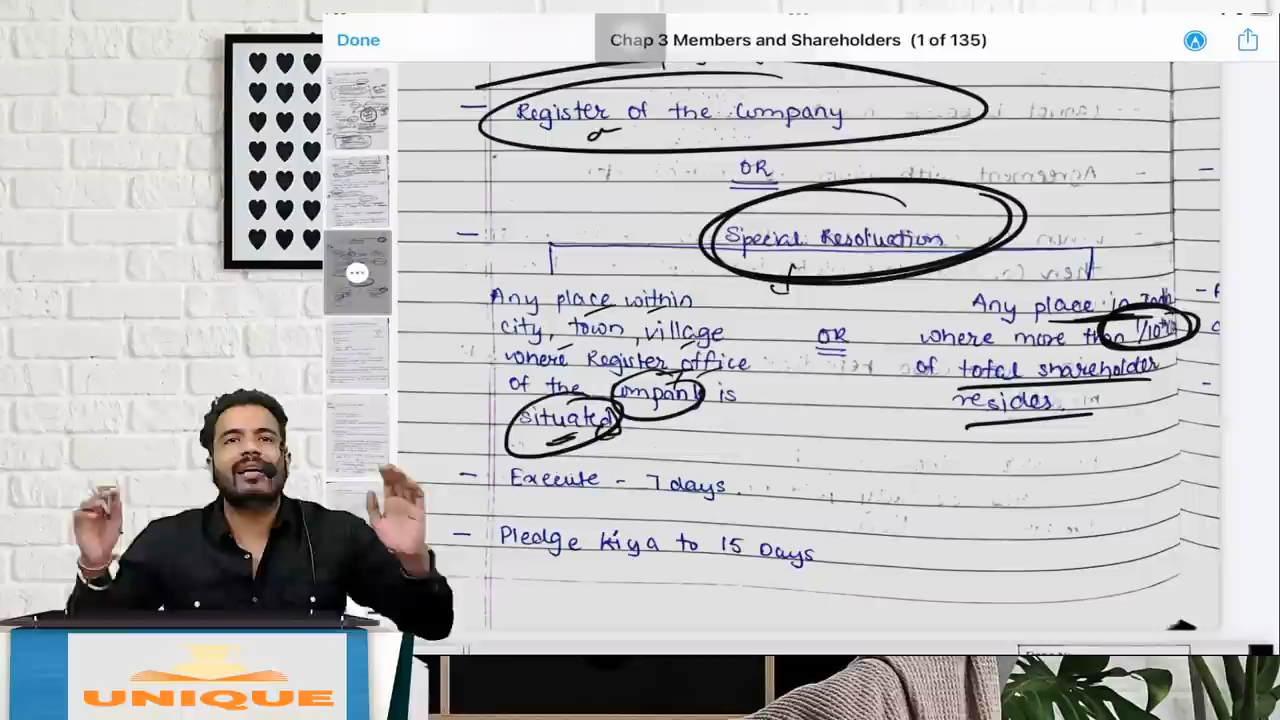 Done
Chap 3 Members and Shareholders (1 of 135)
— Register of the Company
OR
— Special Resolution
Any place within
city, town, village
where Register office
of the Company is
situated
OR
Any place in
where more than 1/10th
of total shareholder
resides.
— Execute - 7 days.
— Pledge kiya to 15 Days
UNIQUE